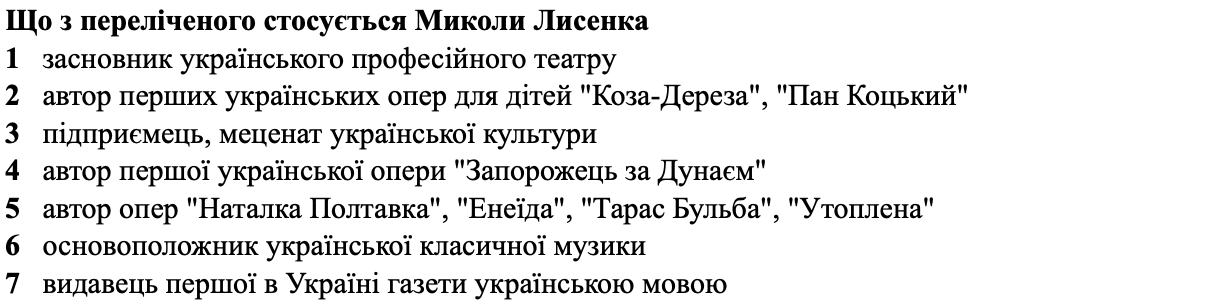 Що з переліченого стосується Миколи Лисенка
1 засновник українського професійного театру
2 автор перших українських опер для дітей "Коза-Дереза", "Пан Коцький"
3 підприємець, меценат української культури
4 автор першої української опери "Запорожець за Дунаєм"
5 автор опер "Наталка Полтавка", "Енеїда", "Тарас Бульба", "Утоплена"
6 основоположник української класичної музики
7 видавець першої в Україні газети українською мовою